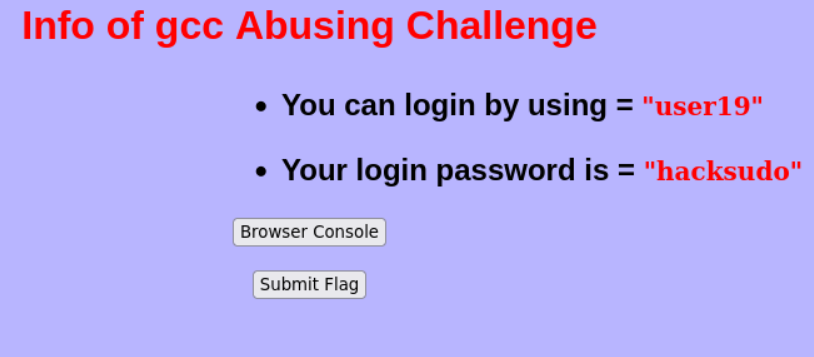 Info of gcc Abusing Challenge
• You can login by using = "user19"
• Your login password is = "hacksudo"
Browser Console
Submit Flag